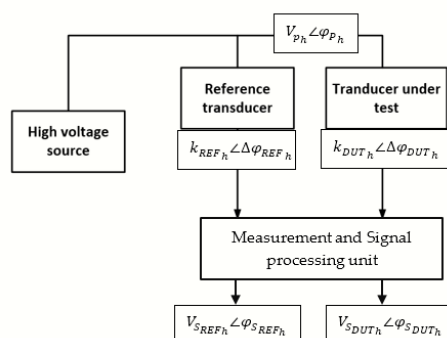 V_{p_h}∠φ_{P_h}
Reference
transducer
Tranducer under
test
High voltage
source
k_{REF_h}∠Δφ_{REF_h}
k_{DUT_h}∠Δφ_{DUT_h}
Measurement and Signal
processing unit
V_{S_{REF_h}}∠φ_{S_{REF_h}}
V_{S_{DUT_h}}∠φ_{S_{DUT_h}}